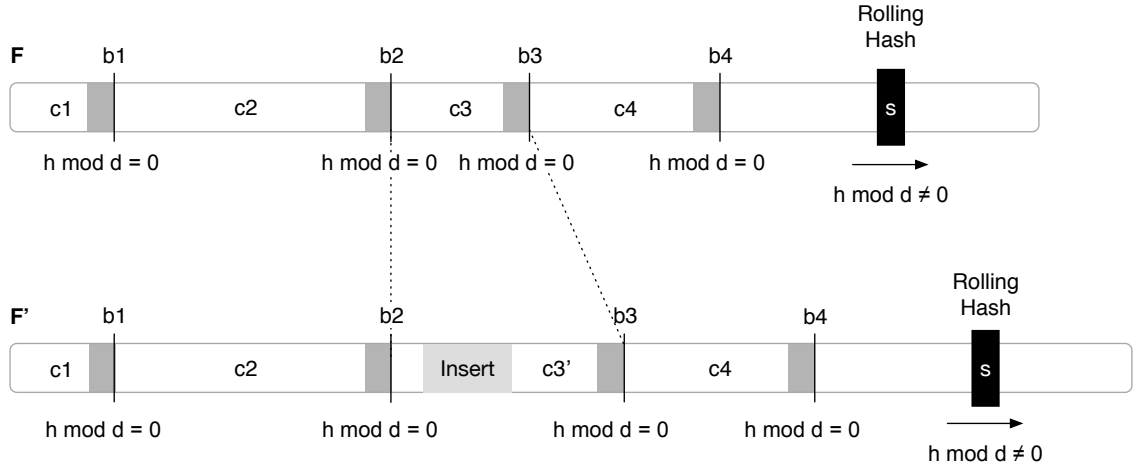 Rolling
Hash
F
b1
b2
b3
b4
c1
c2
c3
c4
s
h mod d = 0
h mod d = 0
h mod d = 0
h mod d = 0
h mod d ≠ 0
Rolling
Hash
F’
b1
b2
b3
b4
c1
c2
Insert
c3’
c4
s
h mod d = 0
h mod d = 0
h mod d = 0
h mod d = 0
h mod d ≠ 0